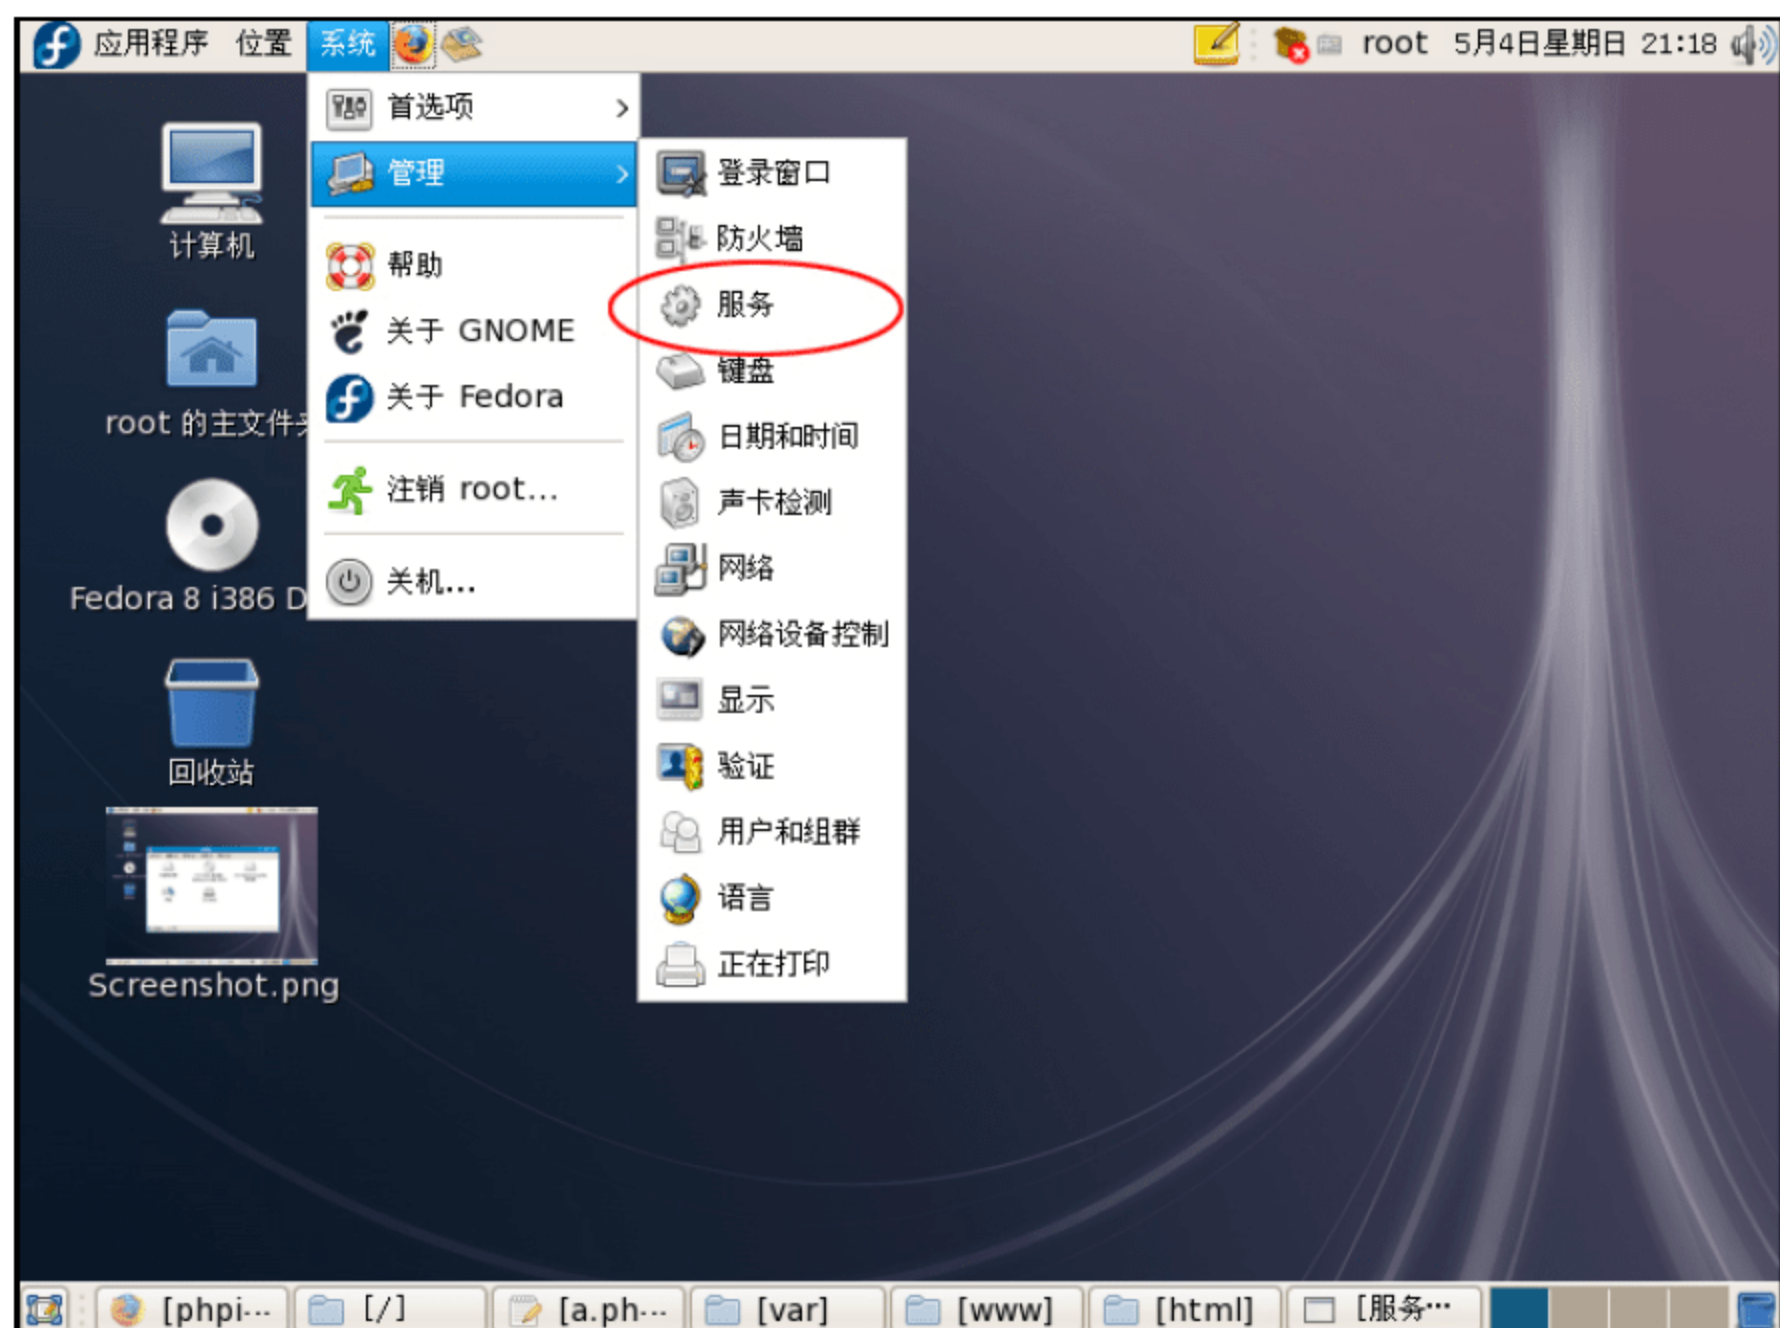 应用程序 位置 系统 root 5月4日星期日 21:18
首选项
管理
帮助
关于 GNOME
关于 Fedora
注销 root...
关机...
登录窗口
防火墙
服务
键盘
日期和时间
声卡检测
网络
网络设备控制
显示
验证
用户和组群
语言
正在打印
计算机
root 的主文件夹
Fedora 8 i386 D
回收站
Screenshot.png
[phpi... [/] [a.ph... [var] [www] [html] [服务...